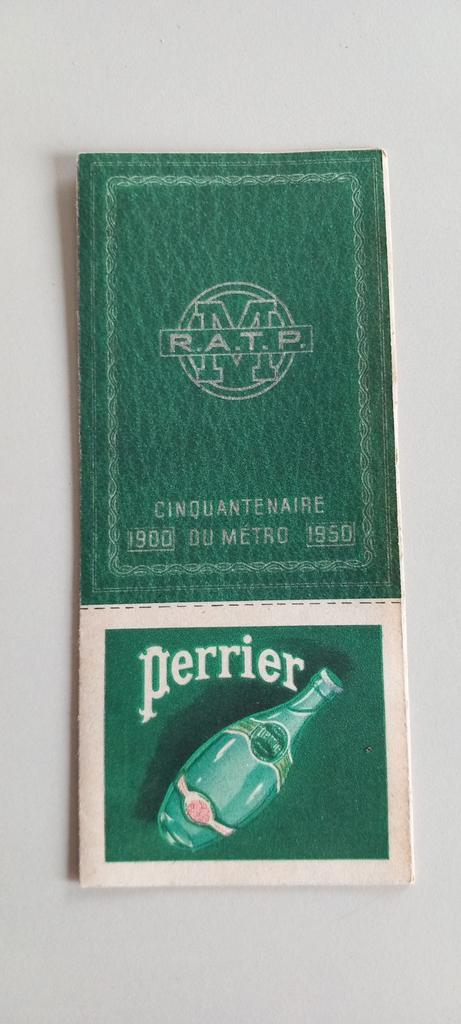 M
R.A.T.P.
CINQUANTENAIRE
1900 DU MÉTRO 1950
perrier